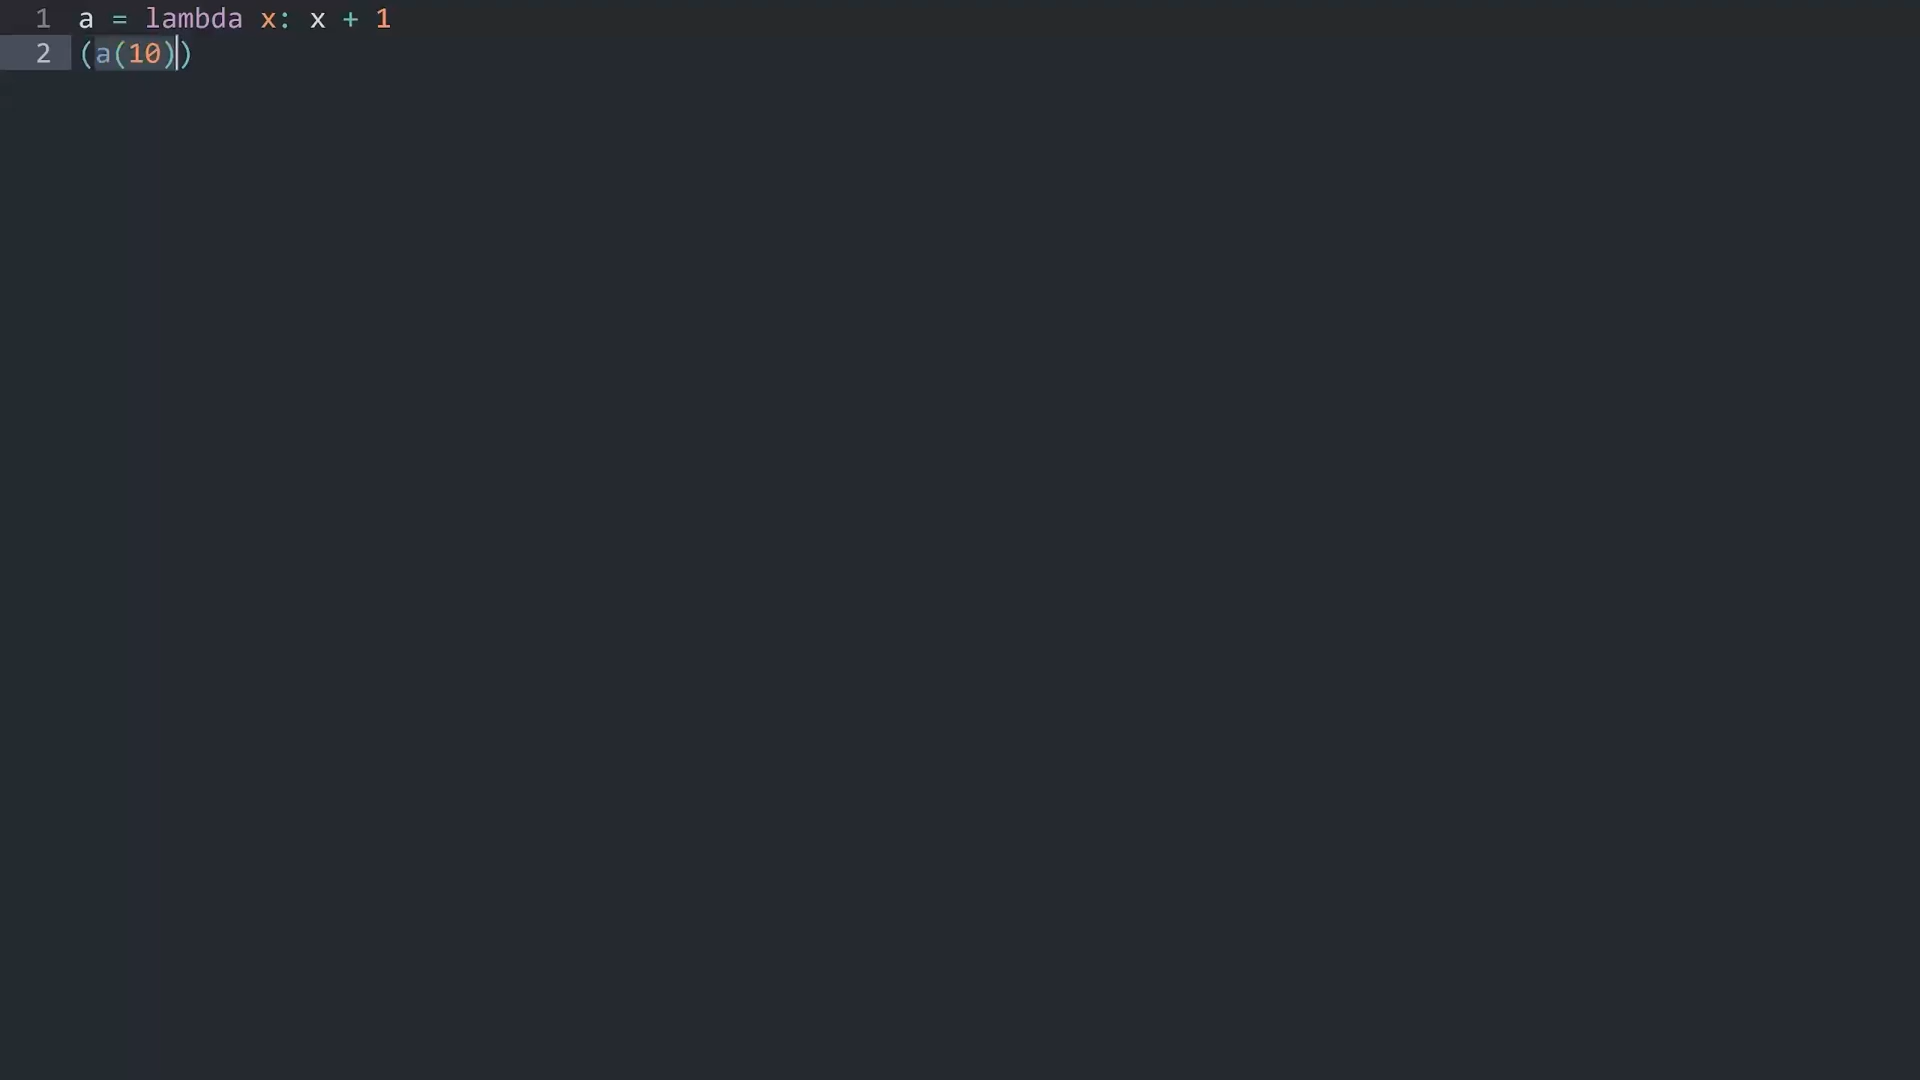 1 a = lambda x: x + 1
2 (a(10))